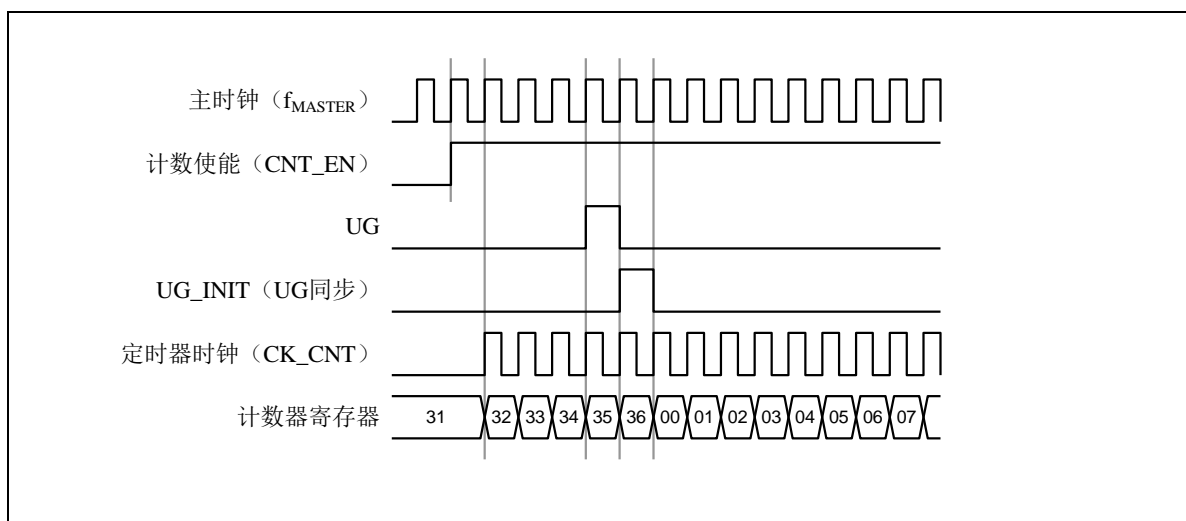 主时钟（fMASTER）
计数使能（CNT_EN）
UG
UG_INIT（UG同步）
定时器时钟（CK_CNT）
计数器寄存器 31 32 33 34 35 36 00 01 02 03 04 05 06 07